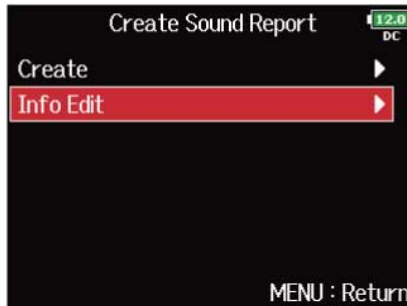 Create Sound Report
12.0
DC
Create
Info Edit
MENU : Return